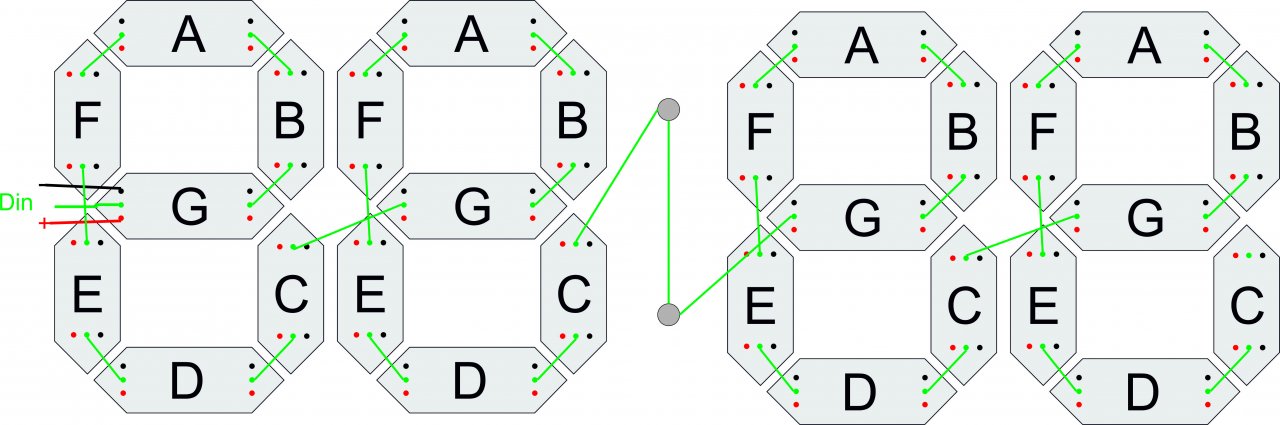 A A A A
F B F B F B F B
Din + G G G G
E C E C E C E C
D D D D